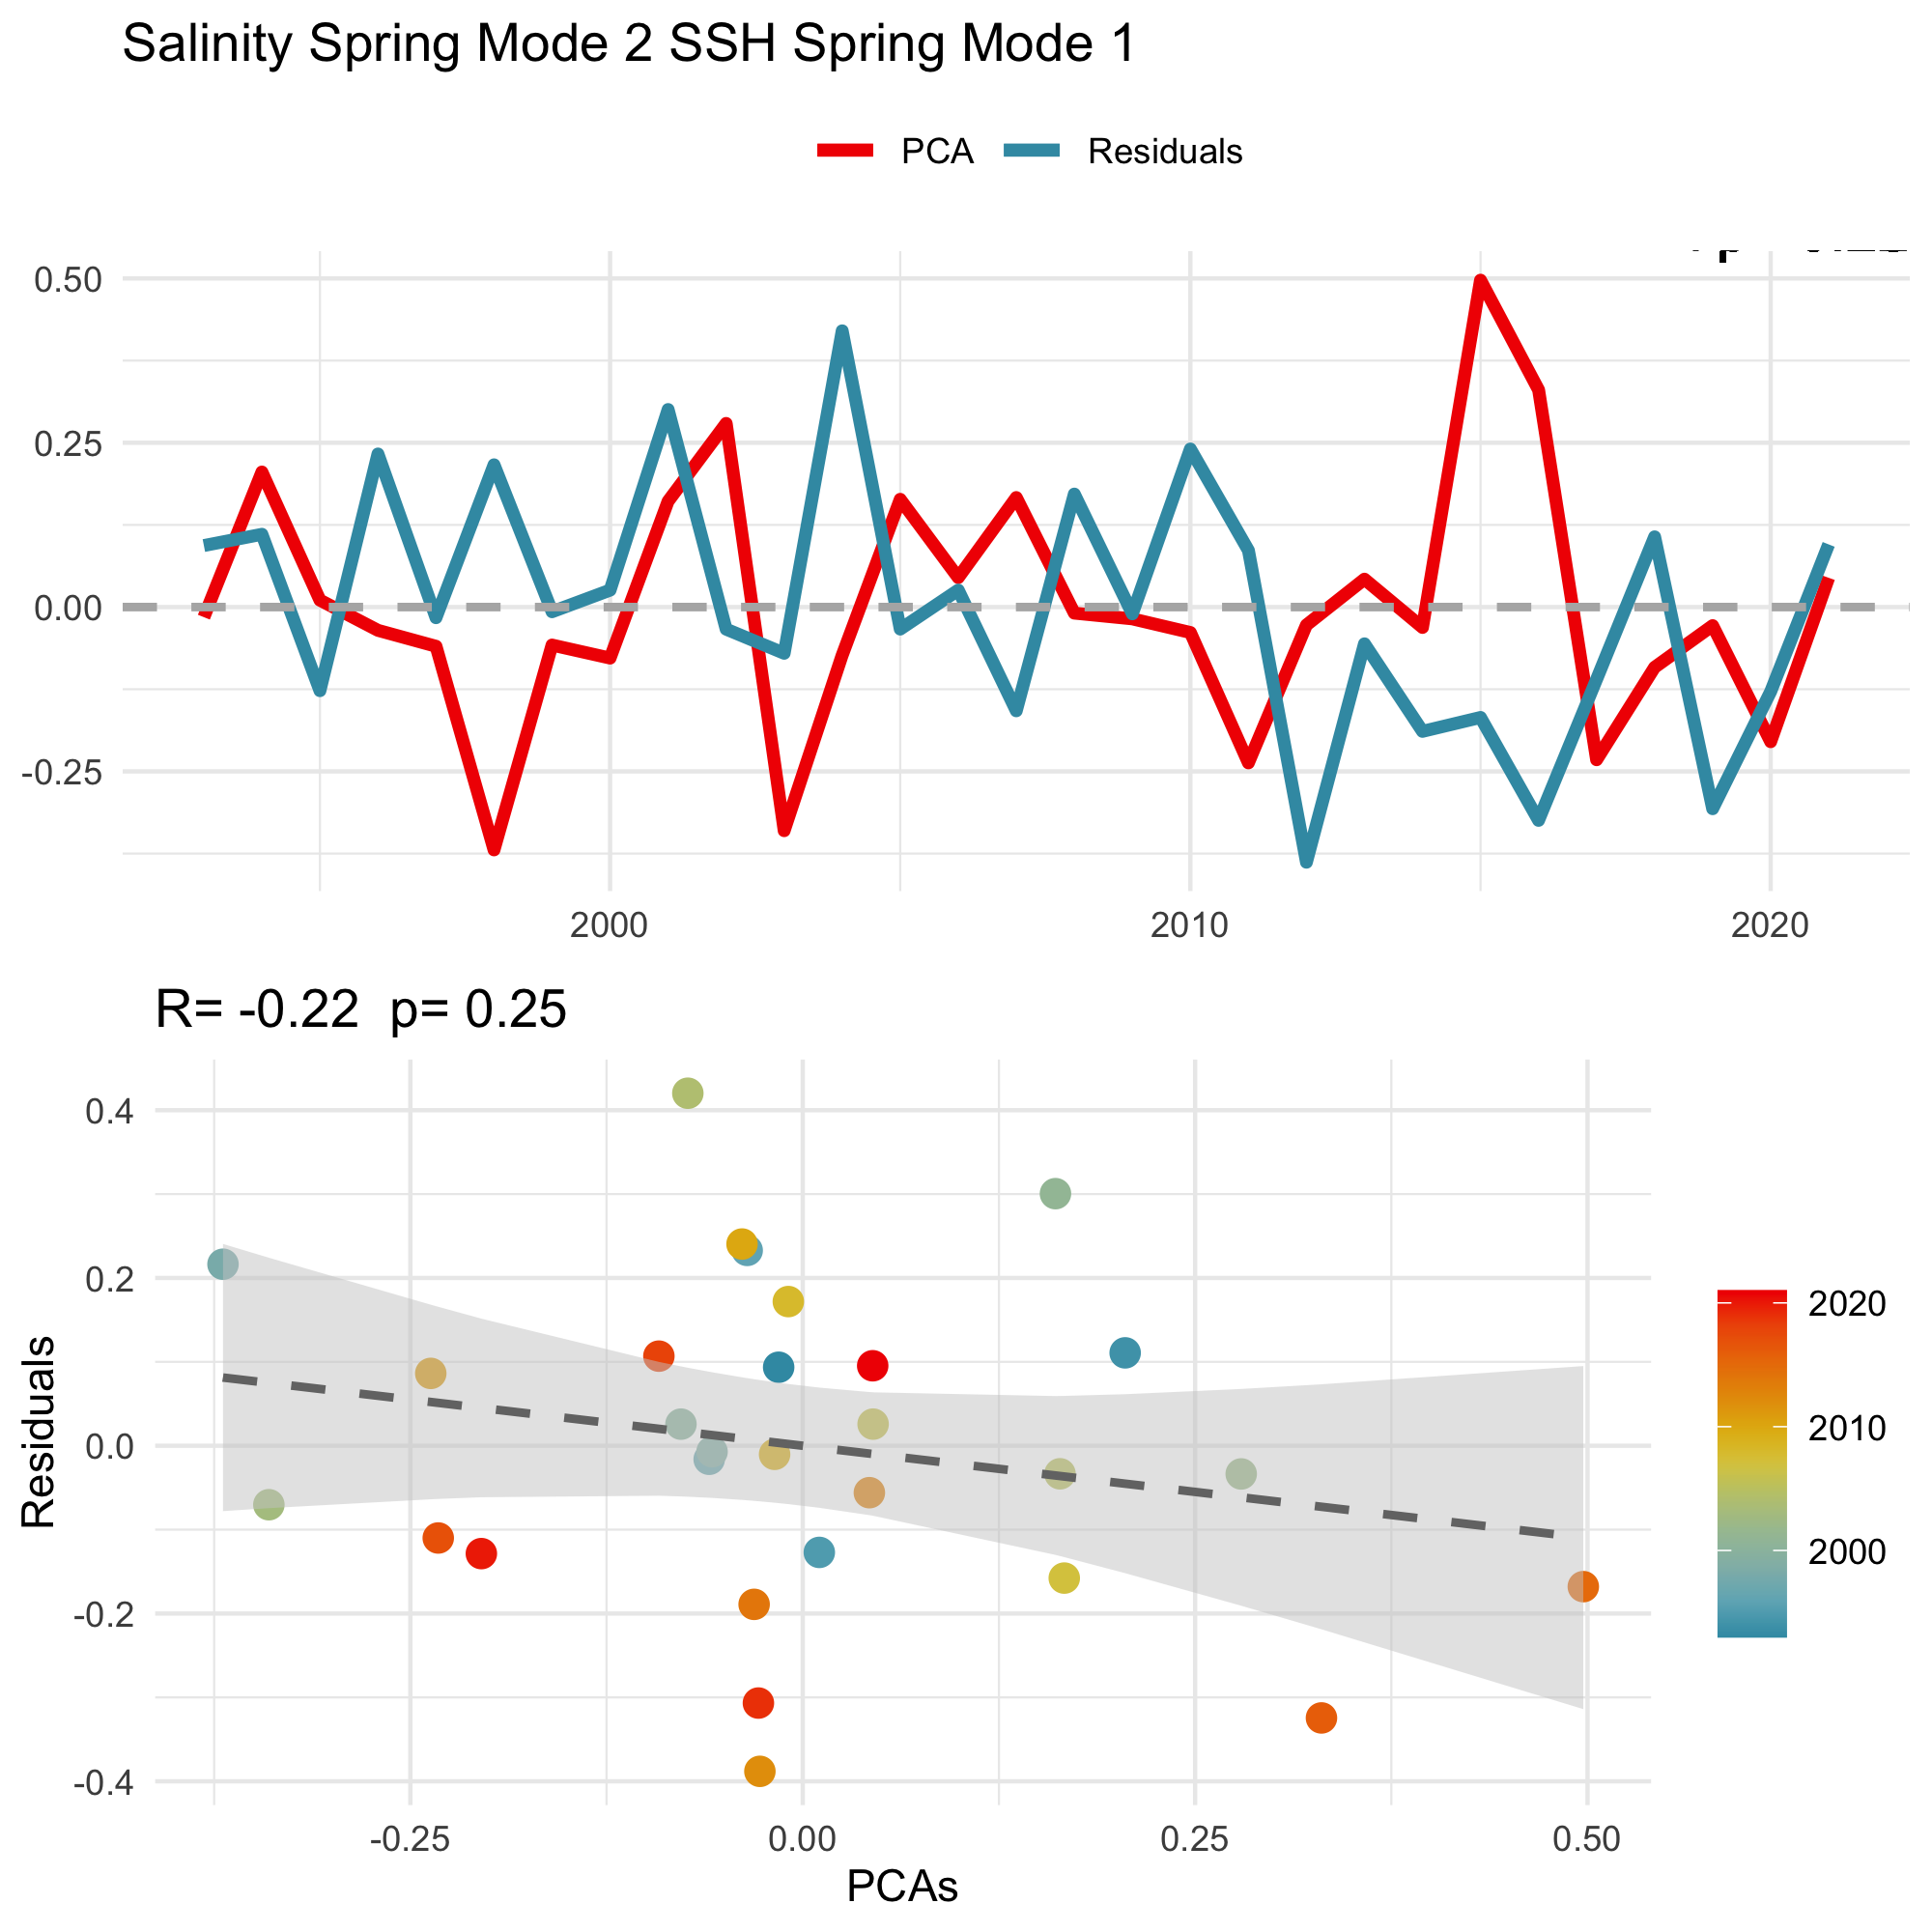 Salinity Spring Mode 2 SSH Spring Mode 1
PCA Residuals
0.50
0.25
0.00
-0.25
2000 2010 2020
R= -0.22 p= 0.25
Residuals
0.4
0.2
0.0
-0.2
-0.4
-0.25 0.00 0.25 0.50
PCAs
2020
2010
2000